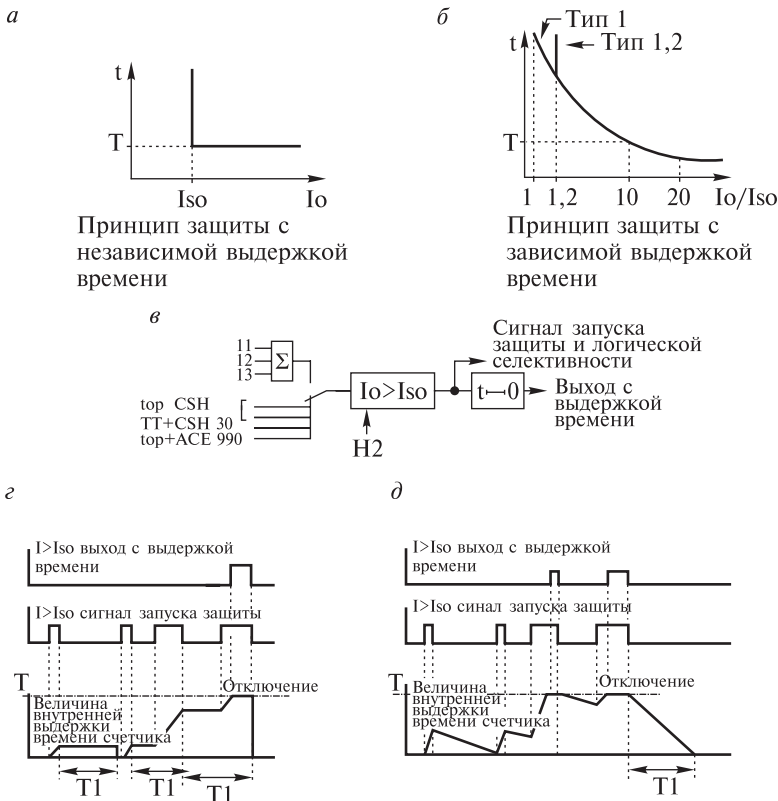 а
t
T
Iso
Io
Принцип защиты с
независимой выдержкой
времени
б
Тип 1
t
Тип 1,2
T
1
1,2
10
20
Io/Iso
Принцип защиты с
зависимой выдержкой
времени
в
11
12
13
Σ
top CSH
TT+CSH 30
top+ACE 990
Io>Iso
H2
Сигнал запуска
защиты и логической
селективности
t
0
Выход с
выдержкой
времени
г
I>Iso выход с выдержкой
времени
I>Iso сигнал запуска защиты
T
Отключение
Величина
внутренней
выдержки
времени счетчика
T1
T1
T1
д
I>Iso выход с выдержкой
времени
I>Iso синал запуска защиты
T
Отключение
Величина
внутренней
выдержки
времени счетчика
T1